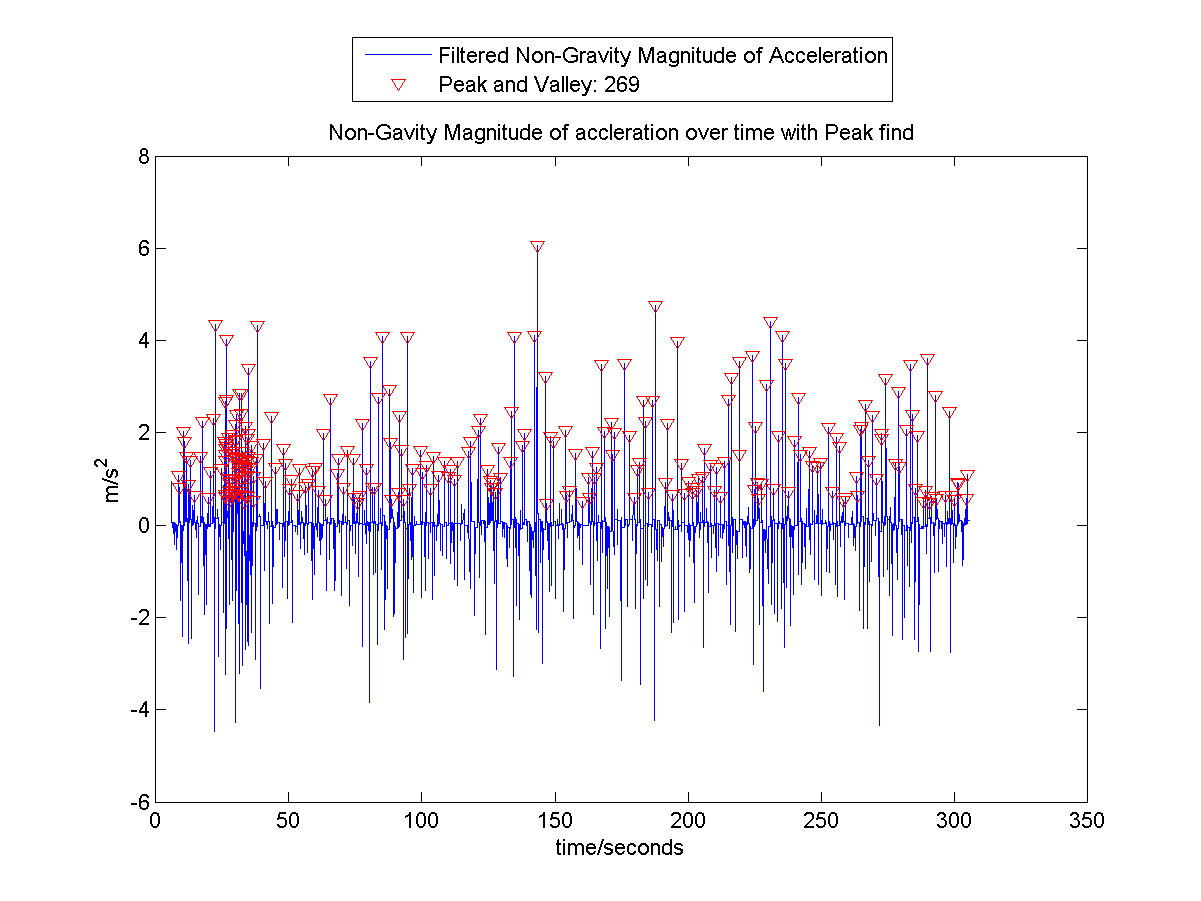 Filtered Non-Gravity Magnitude of Acceleration
Peak and Valley: 269
Non-Gavity Magnitude of accleration over time with Peak find
8
6
4
2
0
-2
-4
-6
m/s²
0 50 100 150 200 250 300 350
time/seconds